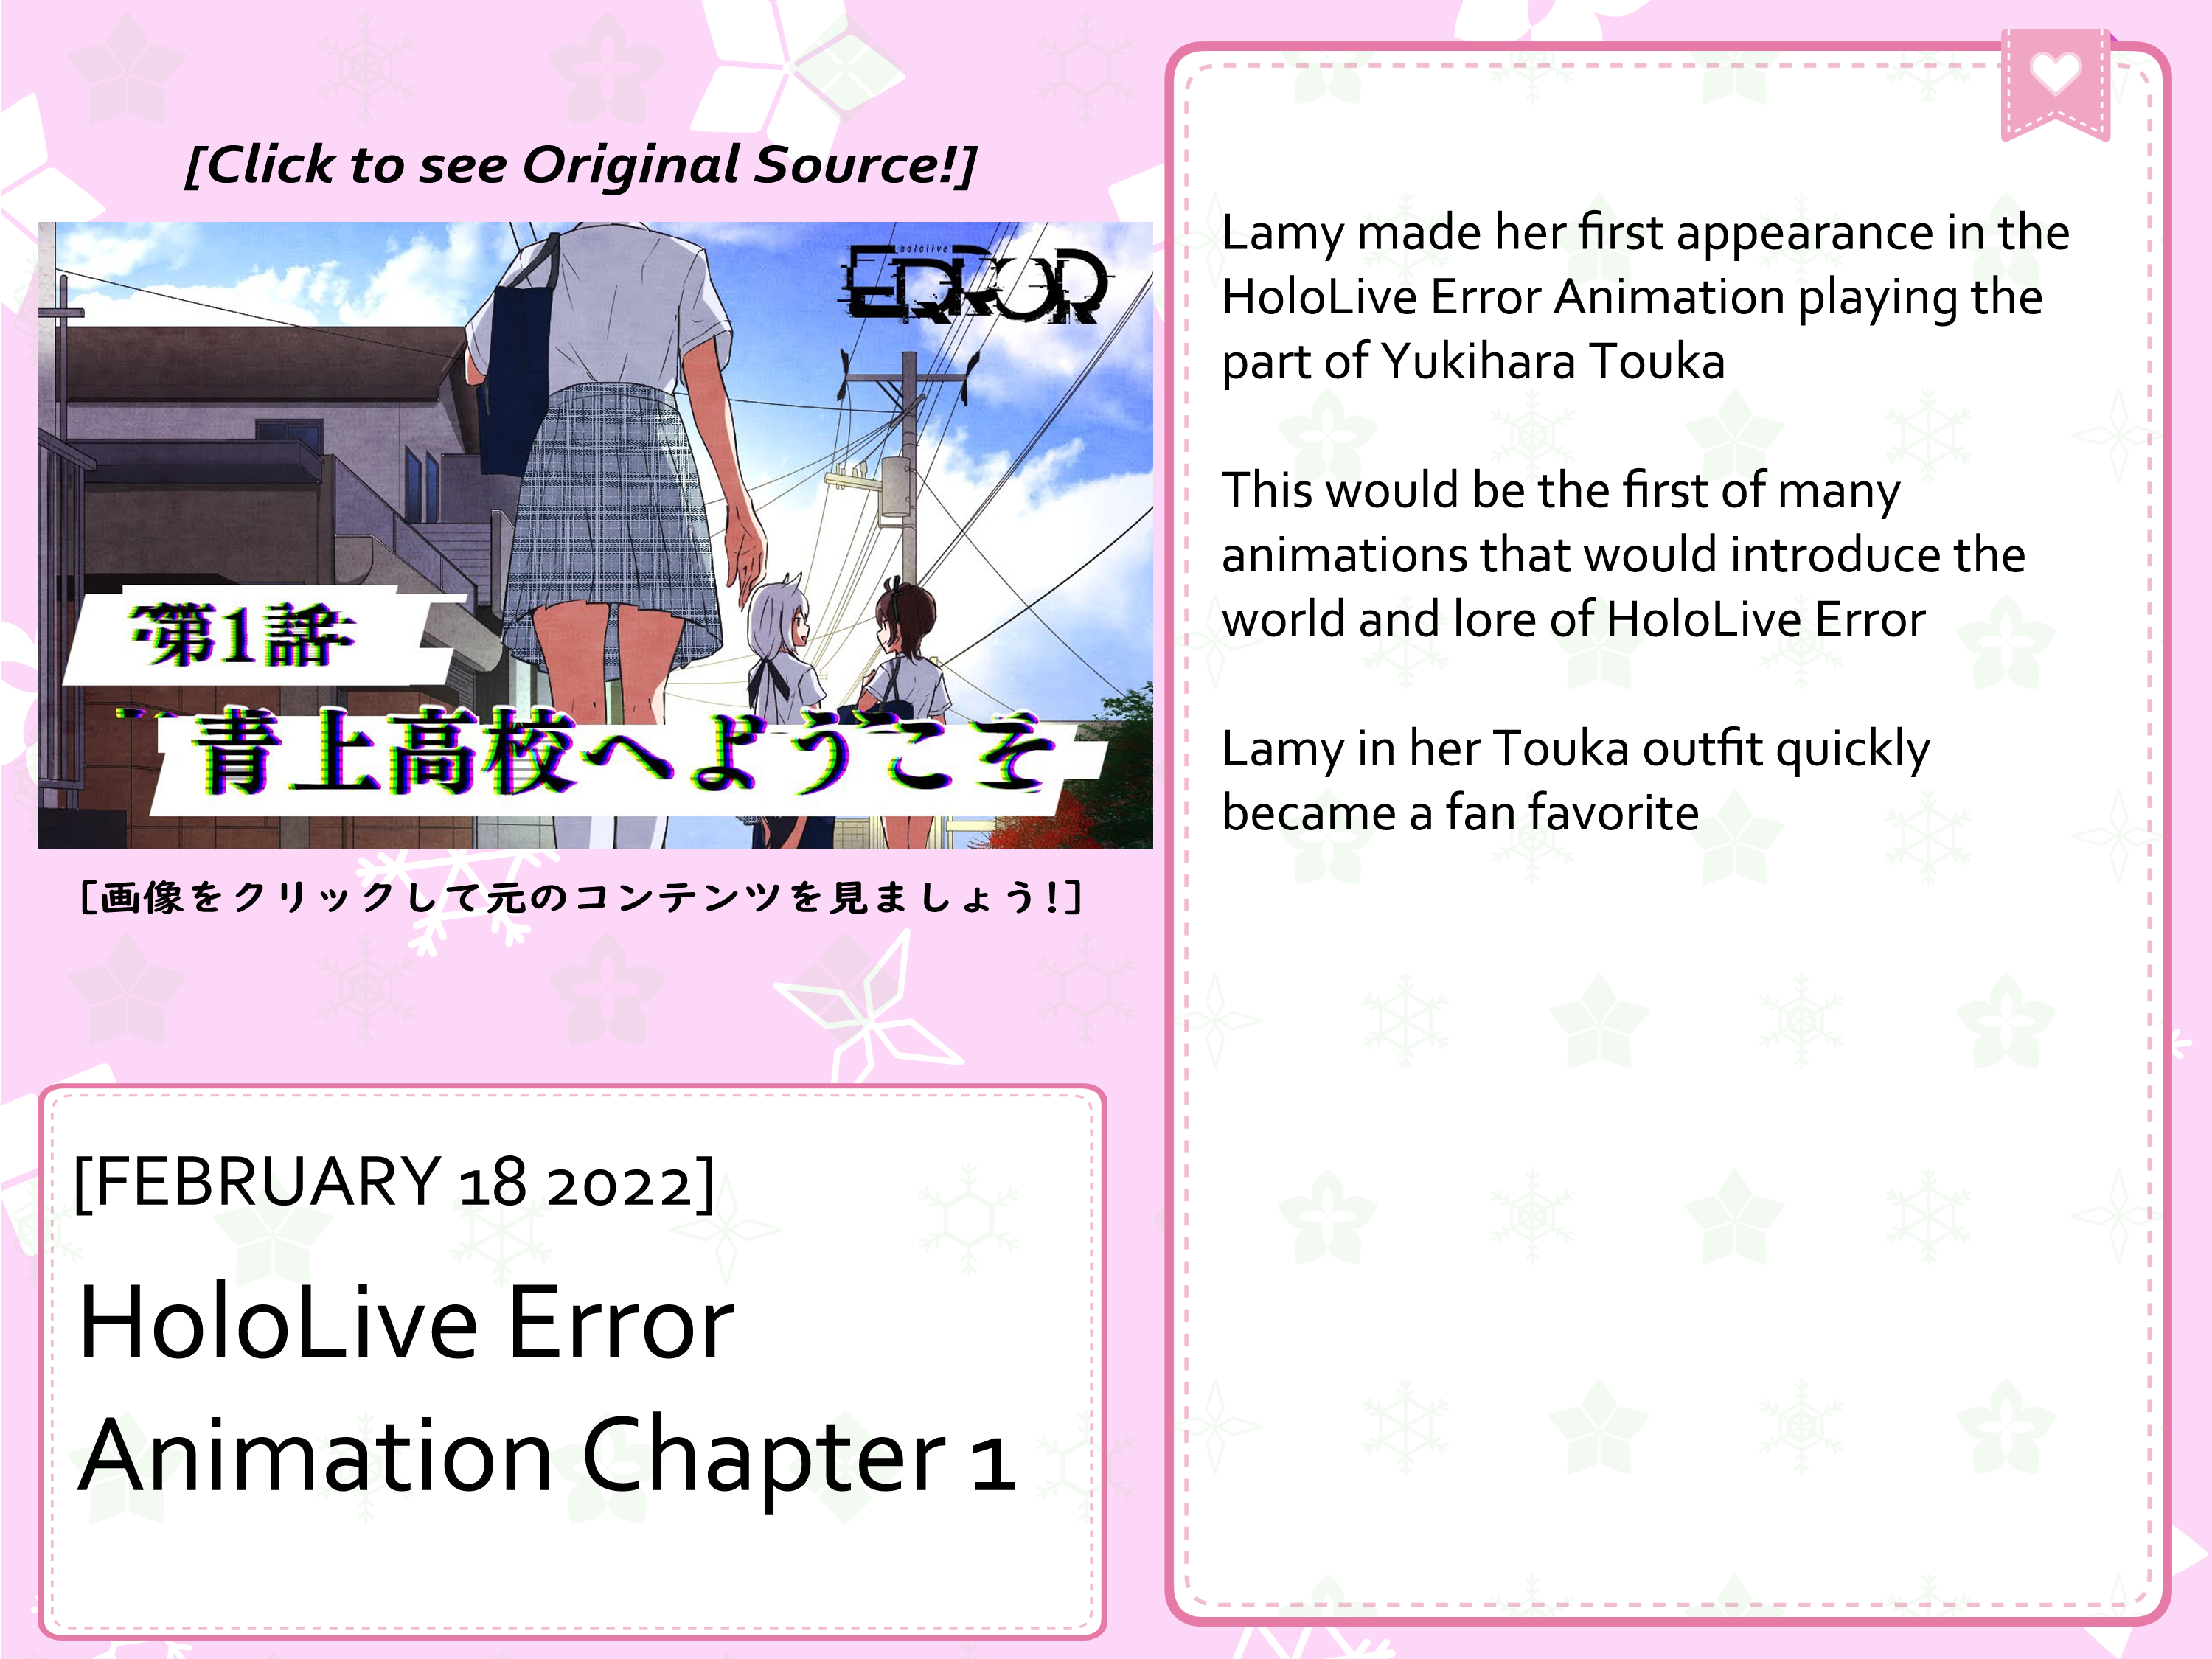 [Click to see Original Source!]
hololive
ERROR
第1話
青上高校へようこそ
[画像をクリックして元のコンテンツを見ましょう!]
[FEBRUARY 18 2022]
HoloLive Error
Animation Chapter 1
Lamy made her first appearance in the
HoloLive Error Animation playing the
part of Yukihara Touka
This would be the first of many
animations that would introduce the
world and lore of HoloLive Error
Lamy in her Touka outfit quickly
became a fan favorite